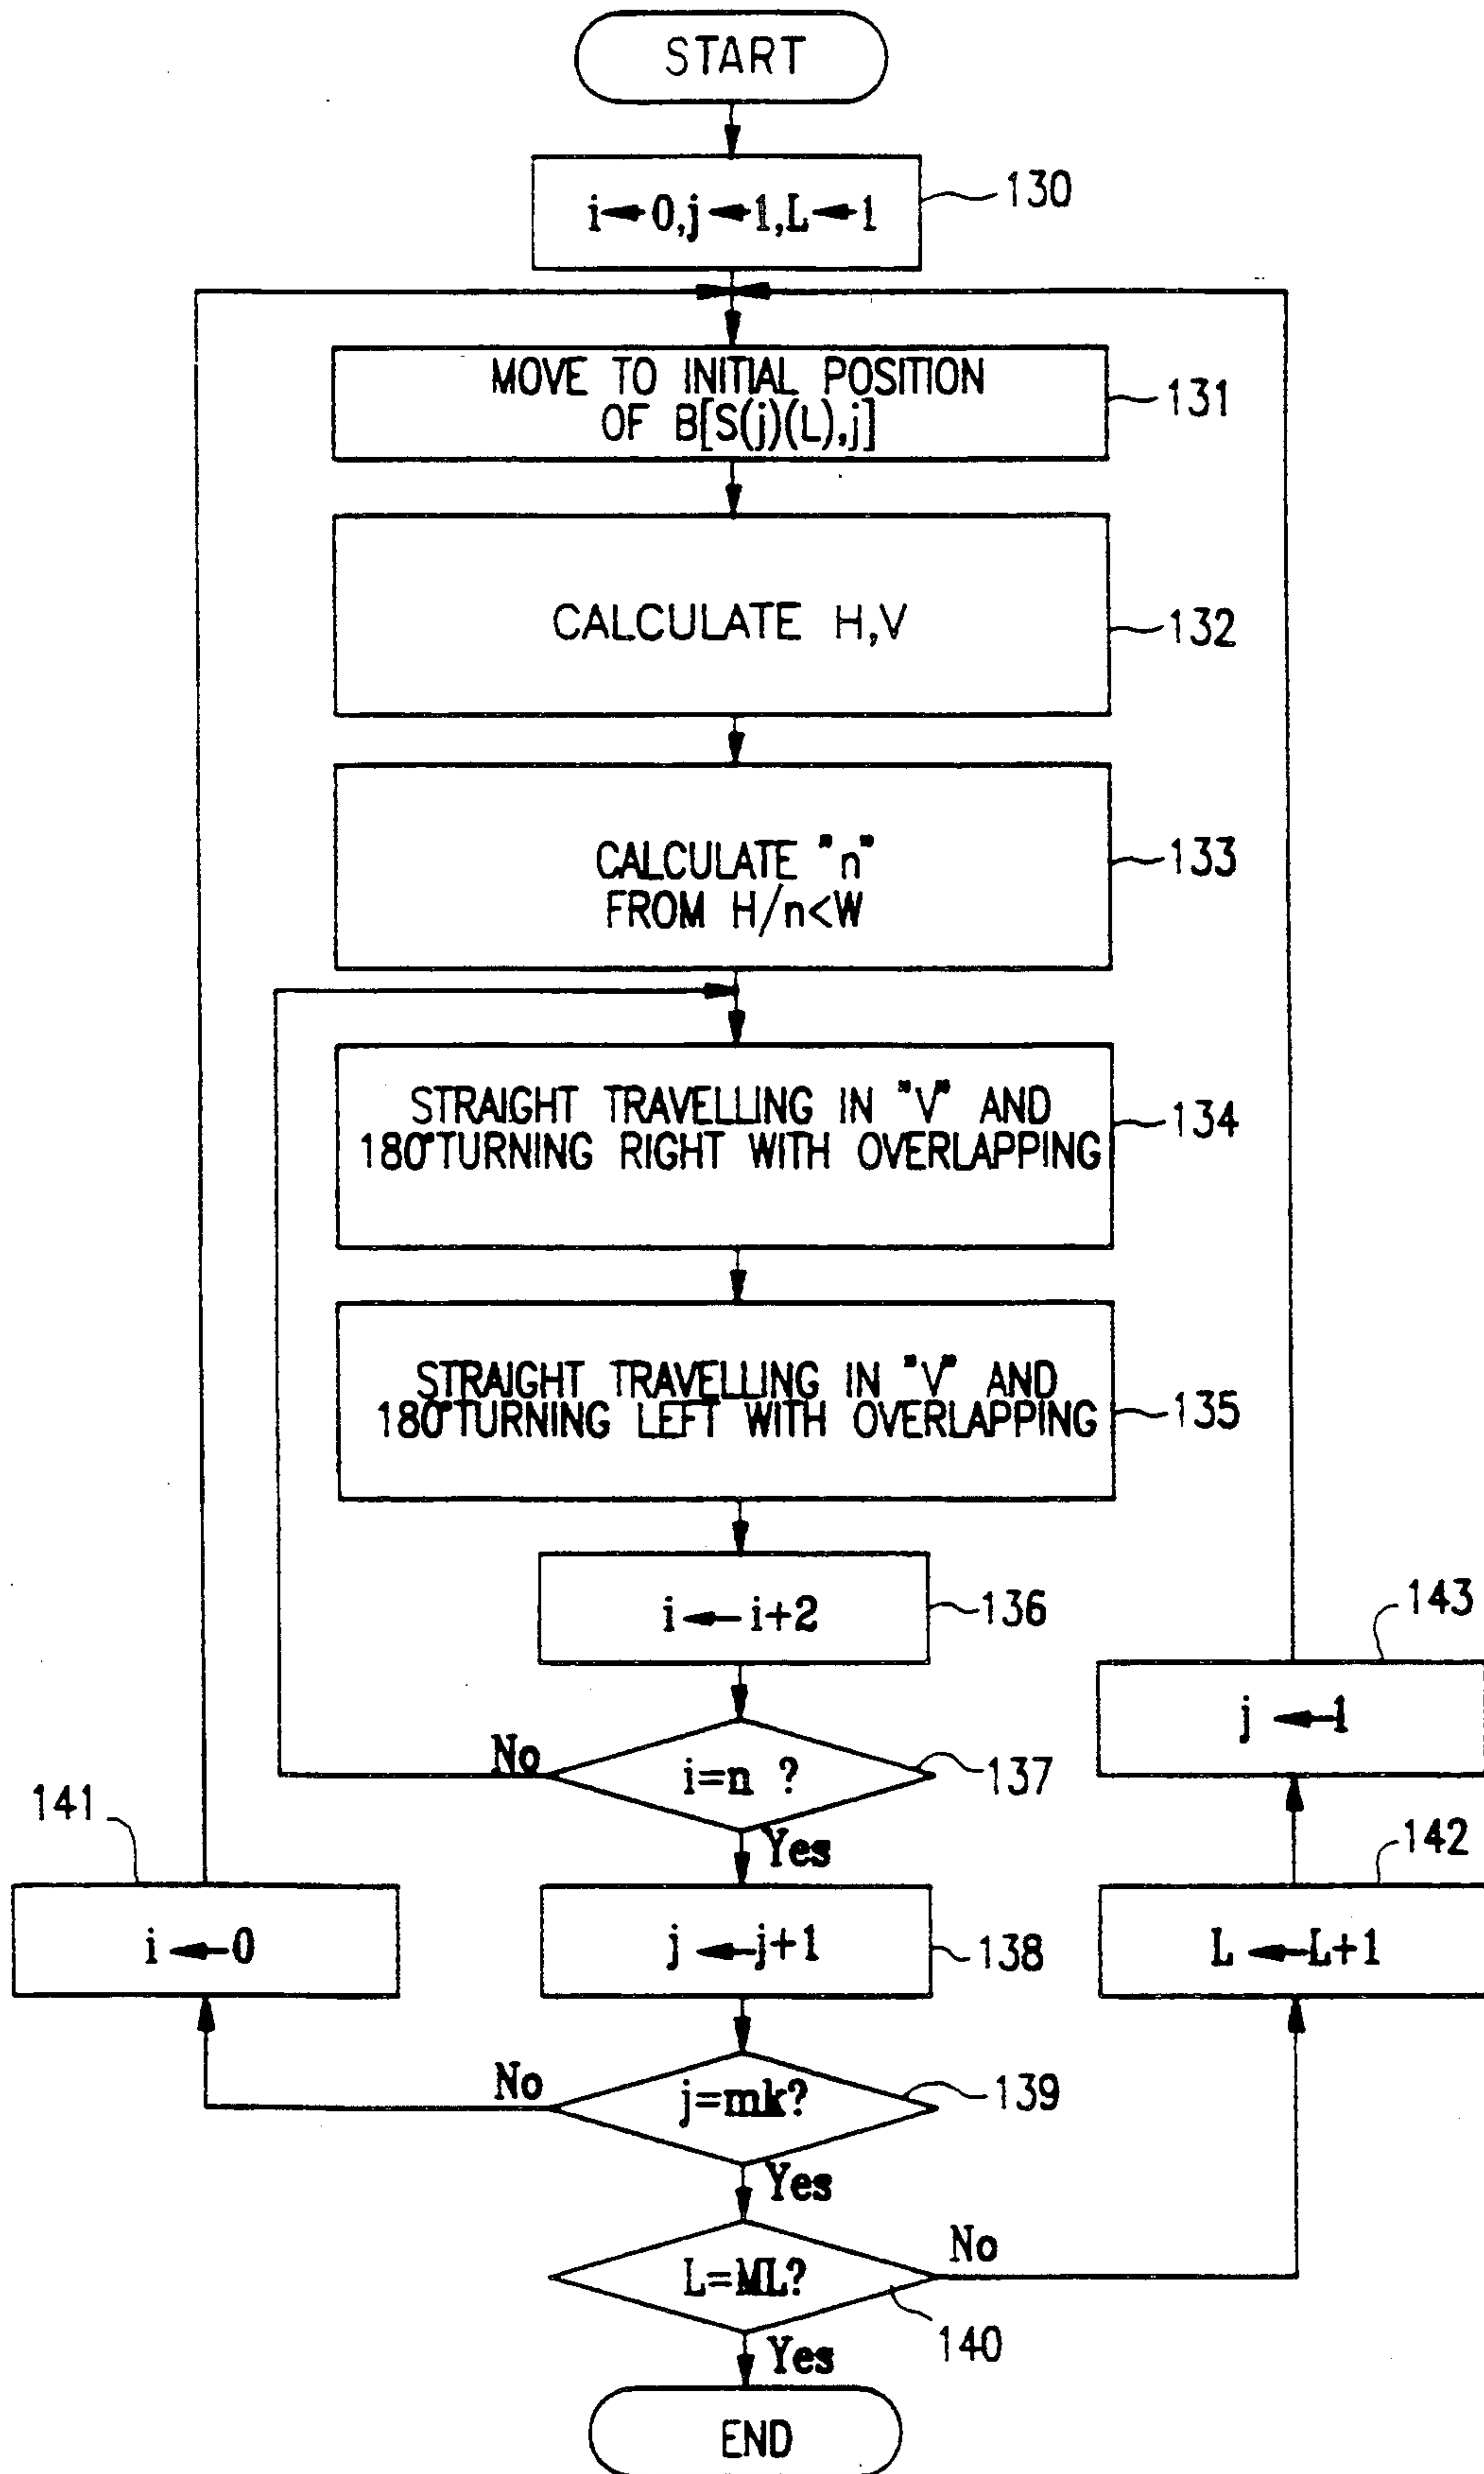 START
i←0,j←1,L←1
130
MOVE TO INITIAL POSITION
OF B[S(j)(L),j]
131
CALCULATE H,V
132
CALCULATE "n"
FROM H/n<W
133
STRAIGHT TRAVELLING IN "V" AND
180°TURNING RIGHT WITH OVERLAPPING
134
STRAIGHT TRAVELLING IN "V" AND
180°TURNING LEFT WITH OVERLAPPING
135
i←i+2
136
143
j←1
No
i=n ?
137
Yes
141
142
i←0
j←j+1
138
L←L+1
No
j=mk?
139
Yes
No
L=ML?
140
Yes
END